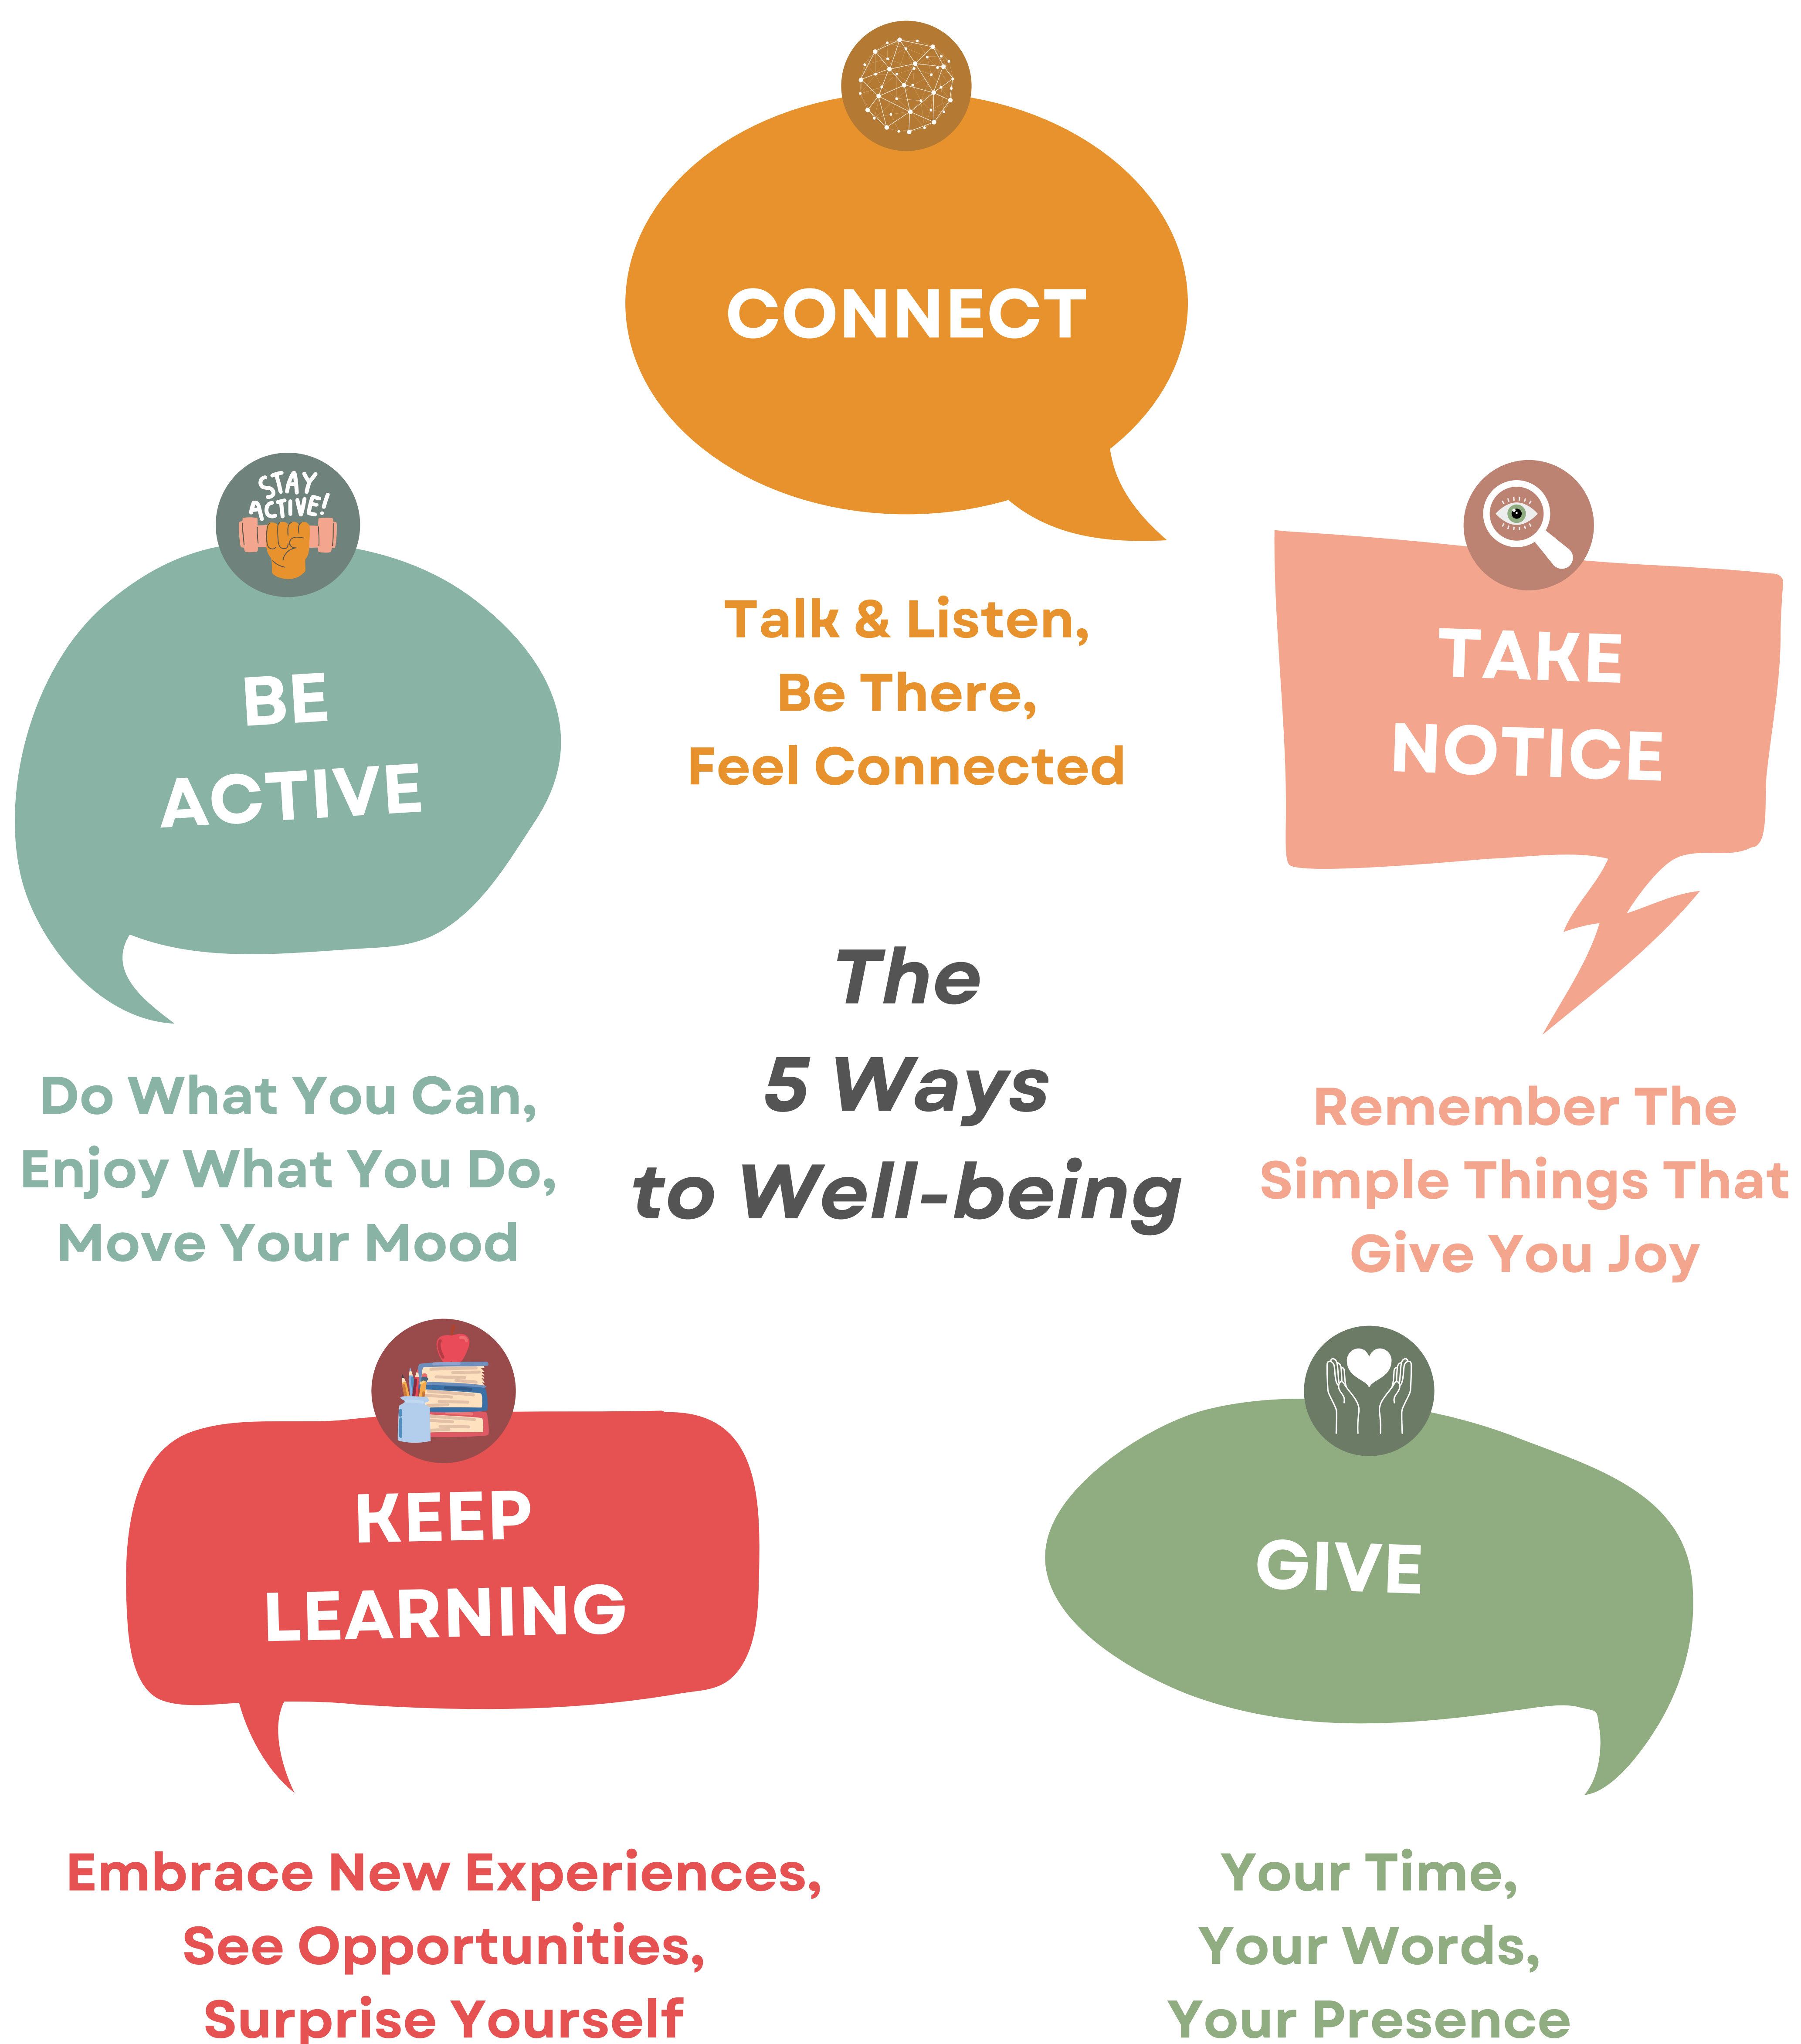 CONNECT
Talk & Listen,
Be There,
Feel Connected
STAY
ACTIVE!
BE
ACTIVE
Do What You Can,
Enjoy What You Do,
Move Your Mood
The
5 Ways
to Well-being
TAKE
NOTICE
Remember The
Simple Things That
Give You Joy
KEEP
LEARNING
Embrace New Experiences,
See Opportunities,
Surprise Yourself
GIVE
Your Time,
Your Words,
Your Presence